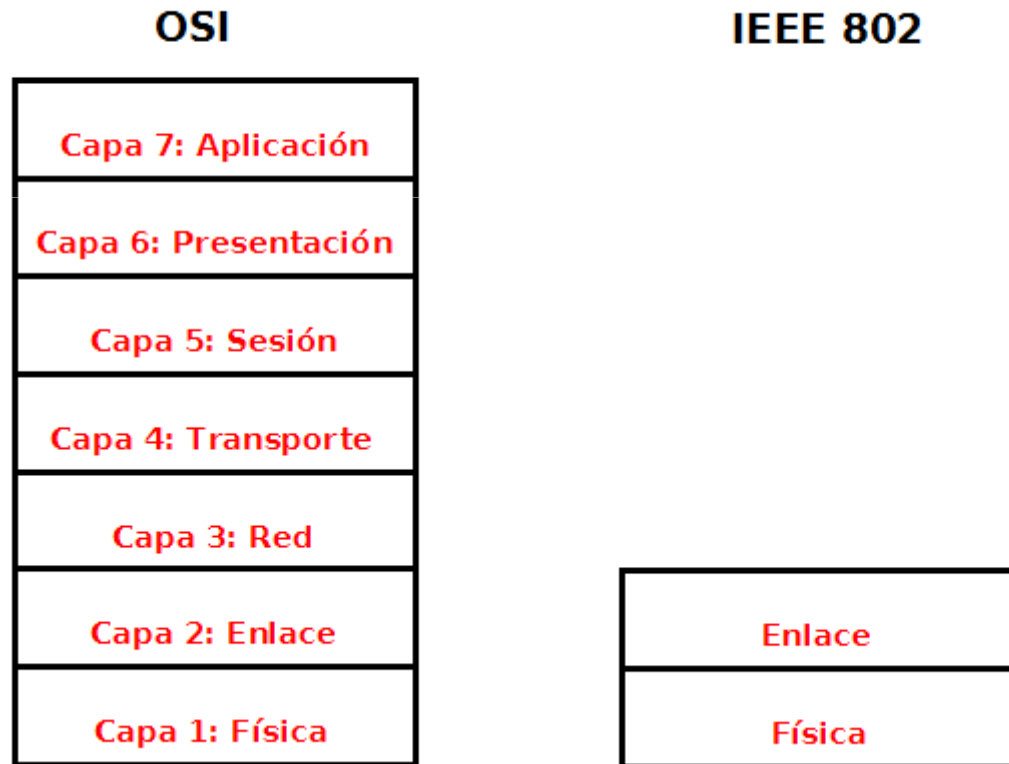 OSI
IEEE 802
Capa 7: Aplicación
Capa 6: Presentación
Capa 5: Sesión
Capa 4: Transporte
Capa 3: Red
Capa 2: Enlace
Enlace
Capa 1: Física
Física